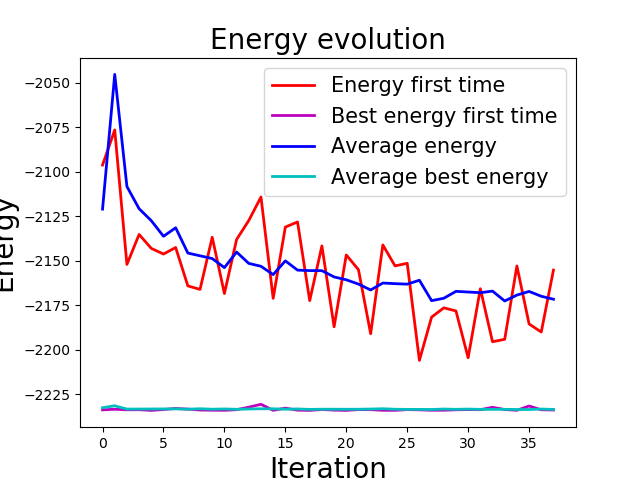 Energy evolution
Energy first time
Best energy first time
Average energy
Average best energy
−2050
−2075
−2100
−2125
−2150
−2175
−2200
−2225
Energy
0 5 10 15 20 25 30 35
Iteration